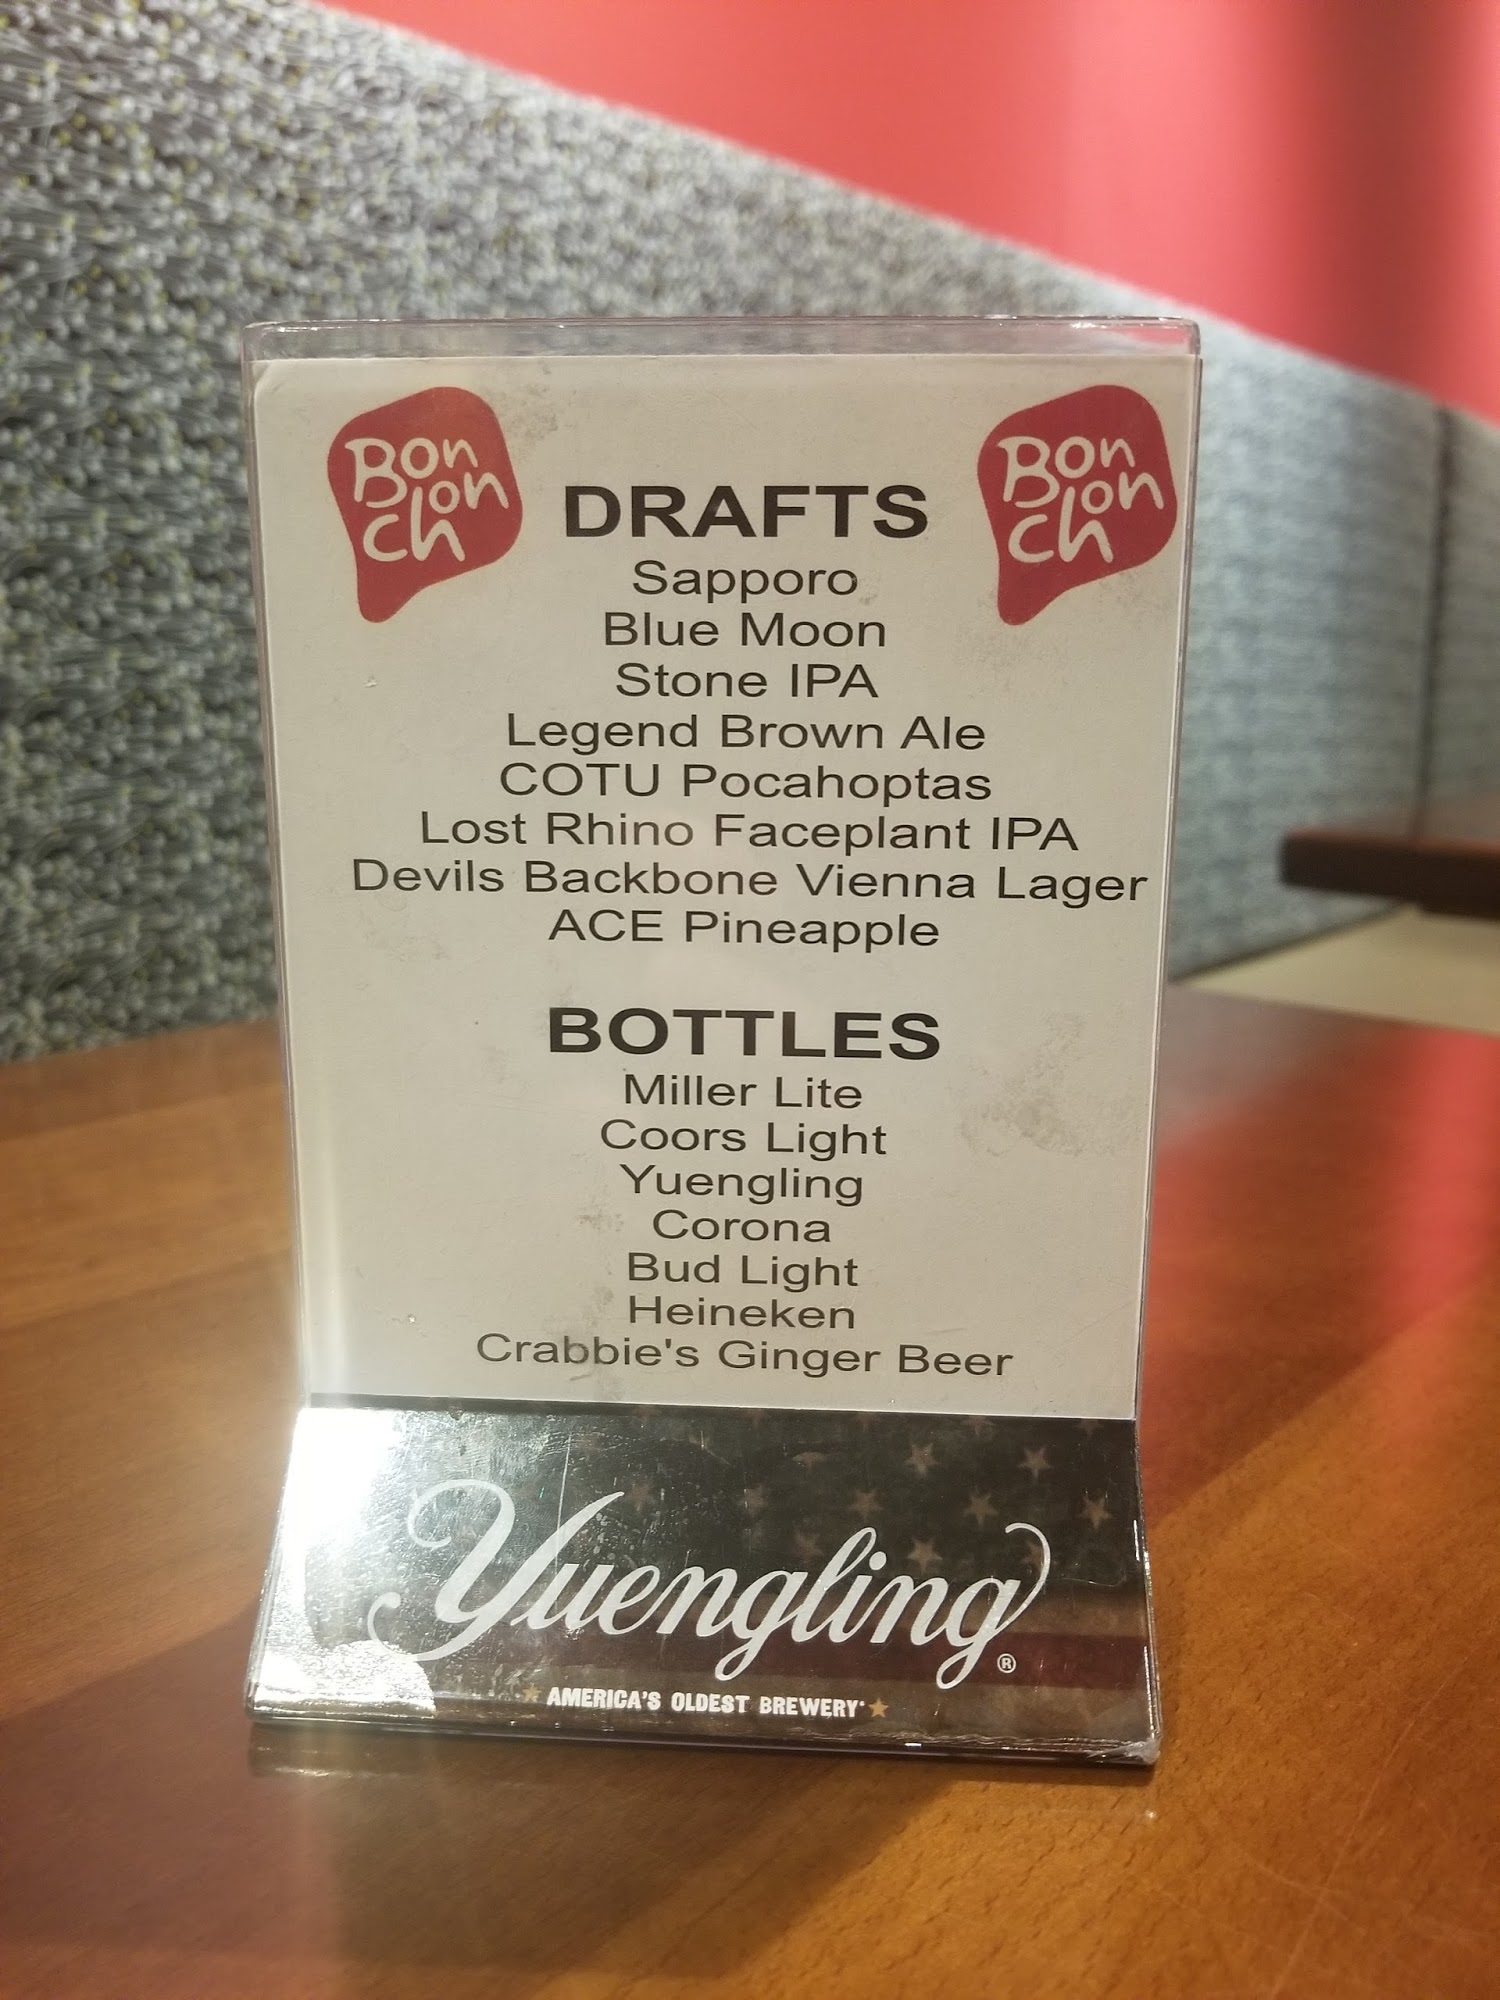 Bon
Chon
Ch
DRAFTS
Bon
Chon
Ch
Sapporo
Blue Moon
Stone IPA
Legend Brown Ale
COTU Pocahoptas
Lost Rhino Faceplant IPA
Devils Backbone Vienna Lager
ACE Pineapple
BOTTLES
Miller Lite
Coors Light
Yuengling
Corona
Bud Light
Heineken
Crabbie's Ginger Beer
Yuengling®
AMERICA'S OLDEST BREWERY